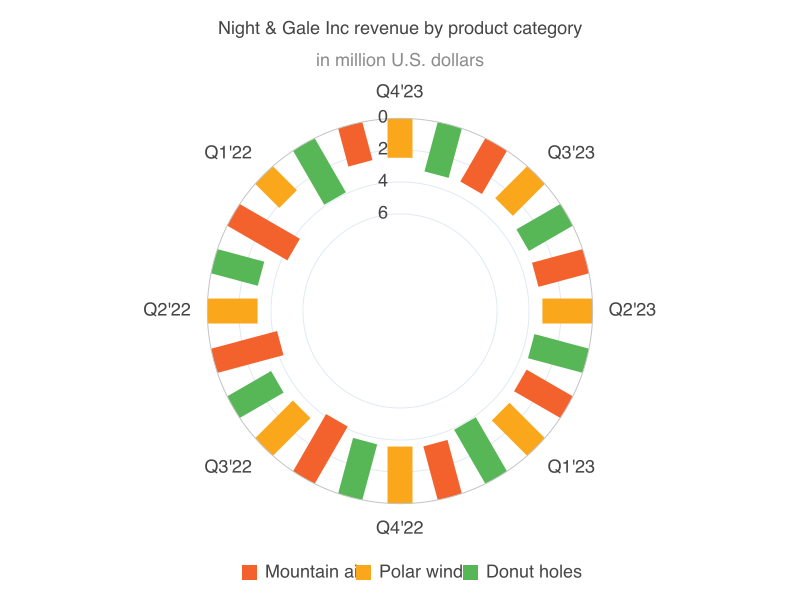 Night & Gale Inc revenue by product category
in million U.S. dollars
Q4'23
0
Q1'22
2
Q3'23
4
6
Q2'22
Q2'23
Q3'22
Q1'23
Q4'22
Mountain ai Polar wind Donut holes